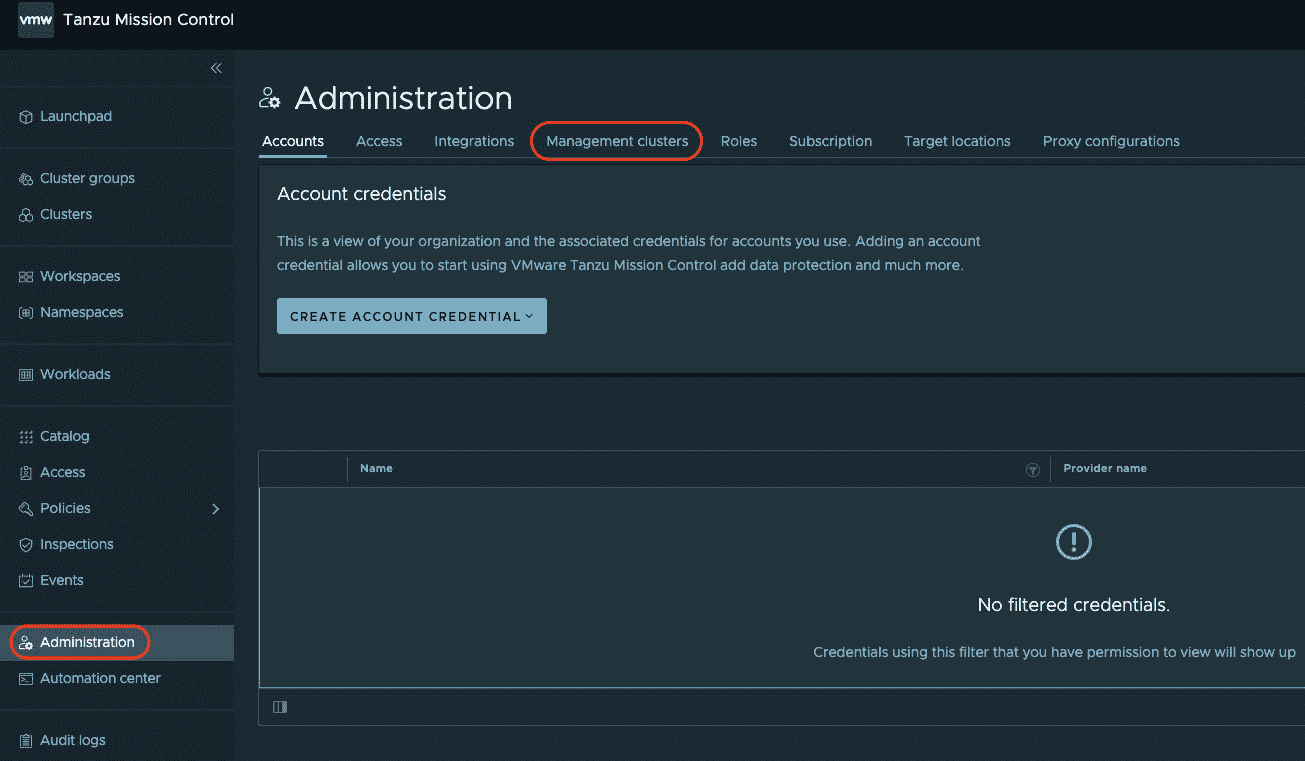 vmw Tanzu Mission Control
Launchpad
Cluster groups
Clusters
Workspaces
Namespaces
Workloads
Catalog
Access
Policies
Inspections
Events
Administration
Automation center
Audit logs
Administration
Accounts Access Integrations Management clusters Roles Subscription Target locations Proxy configurations
Account credentials
This is a view of your organization and the associated credentials for accounts you use. Adding an account
credential allows you to start using VMware Tanzu Mission Control add data protection and much more.
CREATE ACCOUNT CREDENTIAL
Name Provider name
No filtered credentials.
Credentials using this filter that you have permission to view will show up